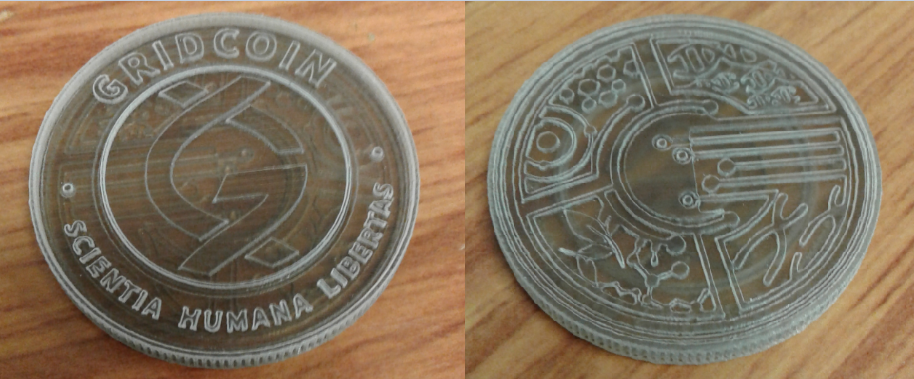 GRIDCOIN
SCIENTIA HUMANA LIBERTAS